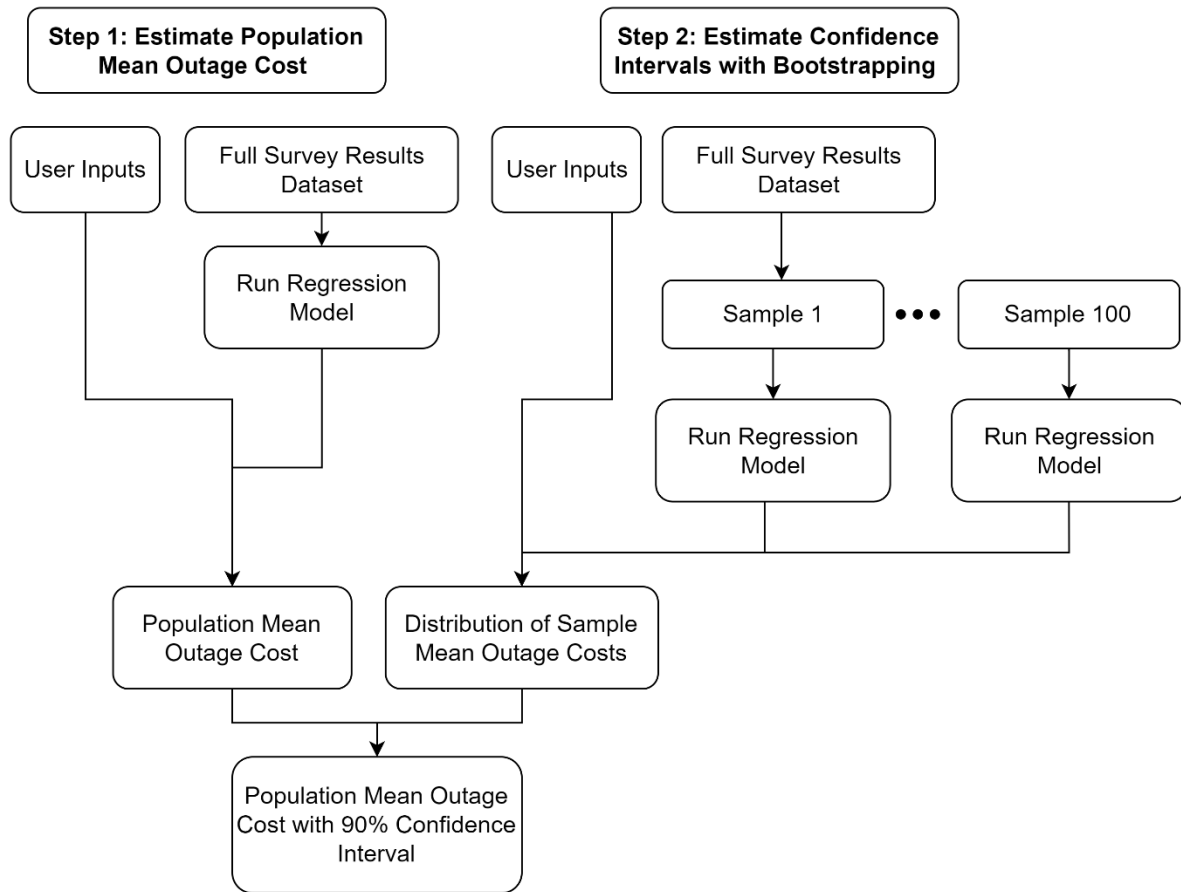 Step 1: Estimate Population
Mean Outage Cost
Step 2: Estimate Confidence
Intervals with Bootstrapping
User Inputs
Full Survey Results
Dataset
User Inputs
Full Survey Results
Dataset
Run Regression
Model
Sample 1
Sample 100
Run Regression
Model
Run Regression
Model
Population Mean
Outage Cost
Distribution of Sample
Mean Outage Costs
Population Mean Outage
Cost with 90% Confidence
Interval